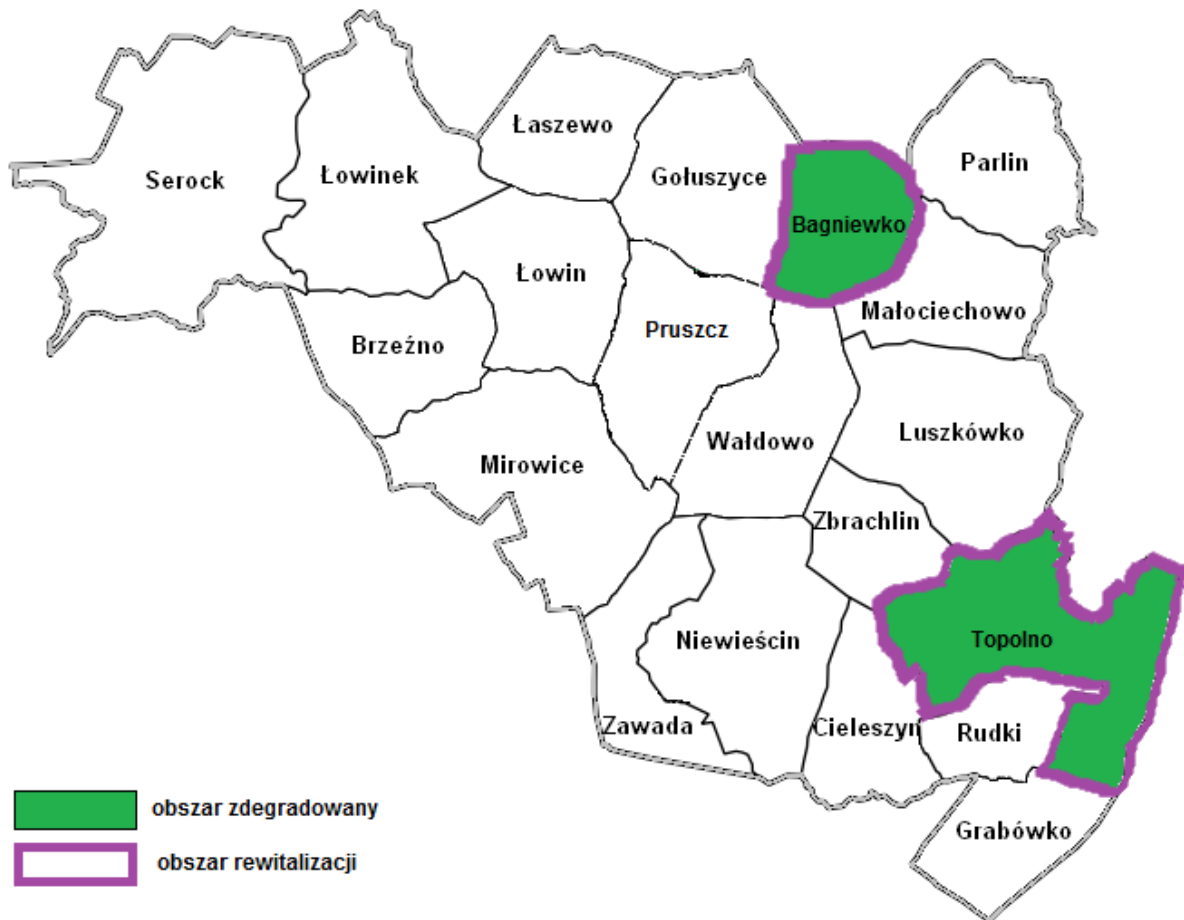 Łaszewo
Serock
Łowinek
Gołuszyce
Parlin
Bagniewko
Łowin
Małociechowo
Brzeźno
Pruszcz
Mirowice
Wałdowo
Luszkówko
Zbrachlin
Niewieścin
Topolno
Zawada
Cieleszyn
Rudki
Grabówko
obszar zdegradowany
obszar rewitalizacji